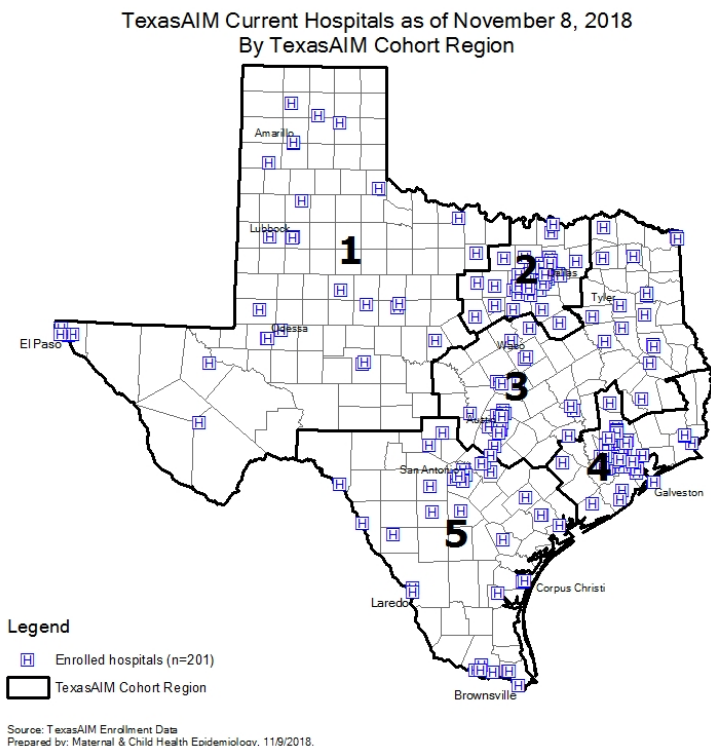 TexasAIM Current Hospitals as of November 8, 2018
By TexasAIM Cohort Region
Amarillo
Lubbock
1
2
Dallas
Tyler
Odessa
El Paso
Waco
3
Austin
San Antonio
4
Galveston
5
Corpus Christi
Laredo
Brownsville
Legend
H Enrolled hospitals (n=201)
TexasAIM Cohort Region
Source: TexasAIM Enrollment Data
Prepared by: Maternal & Child Health Epidemiology, 11/9/2018.